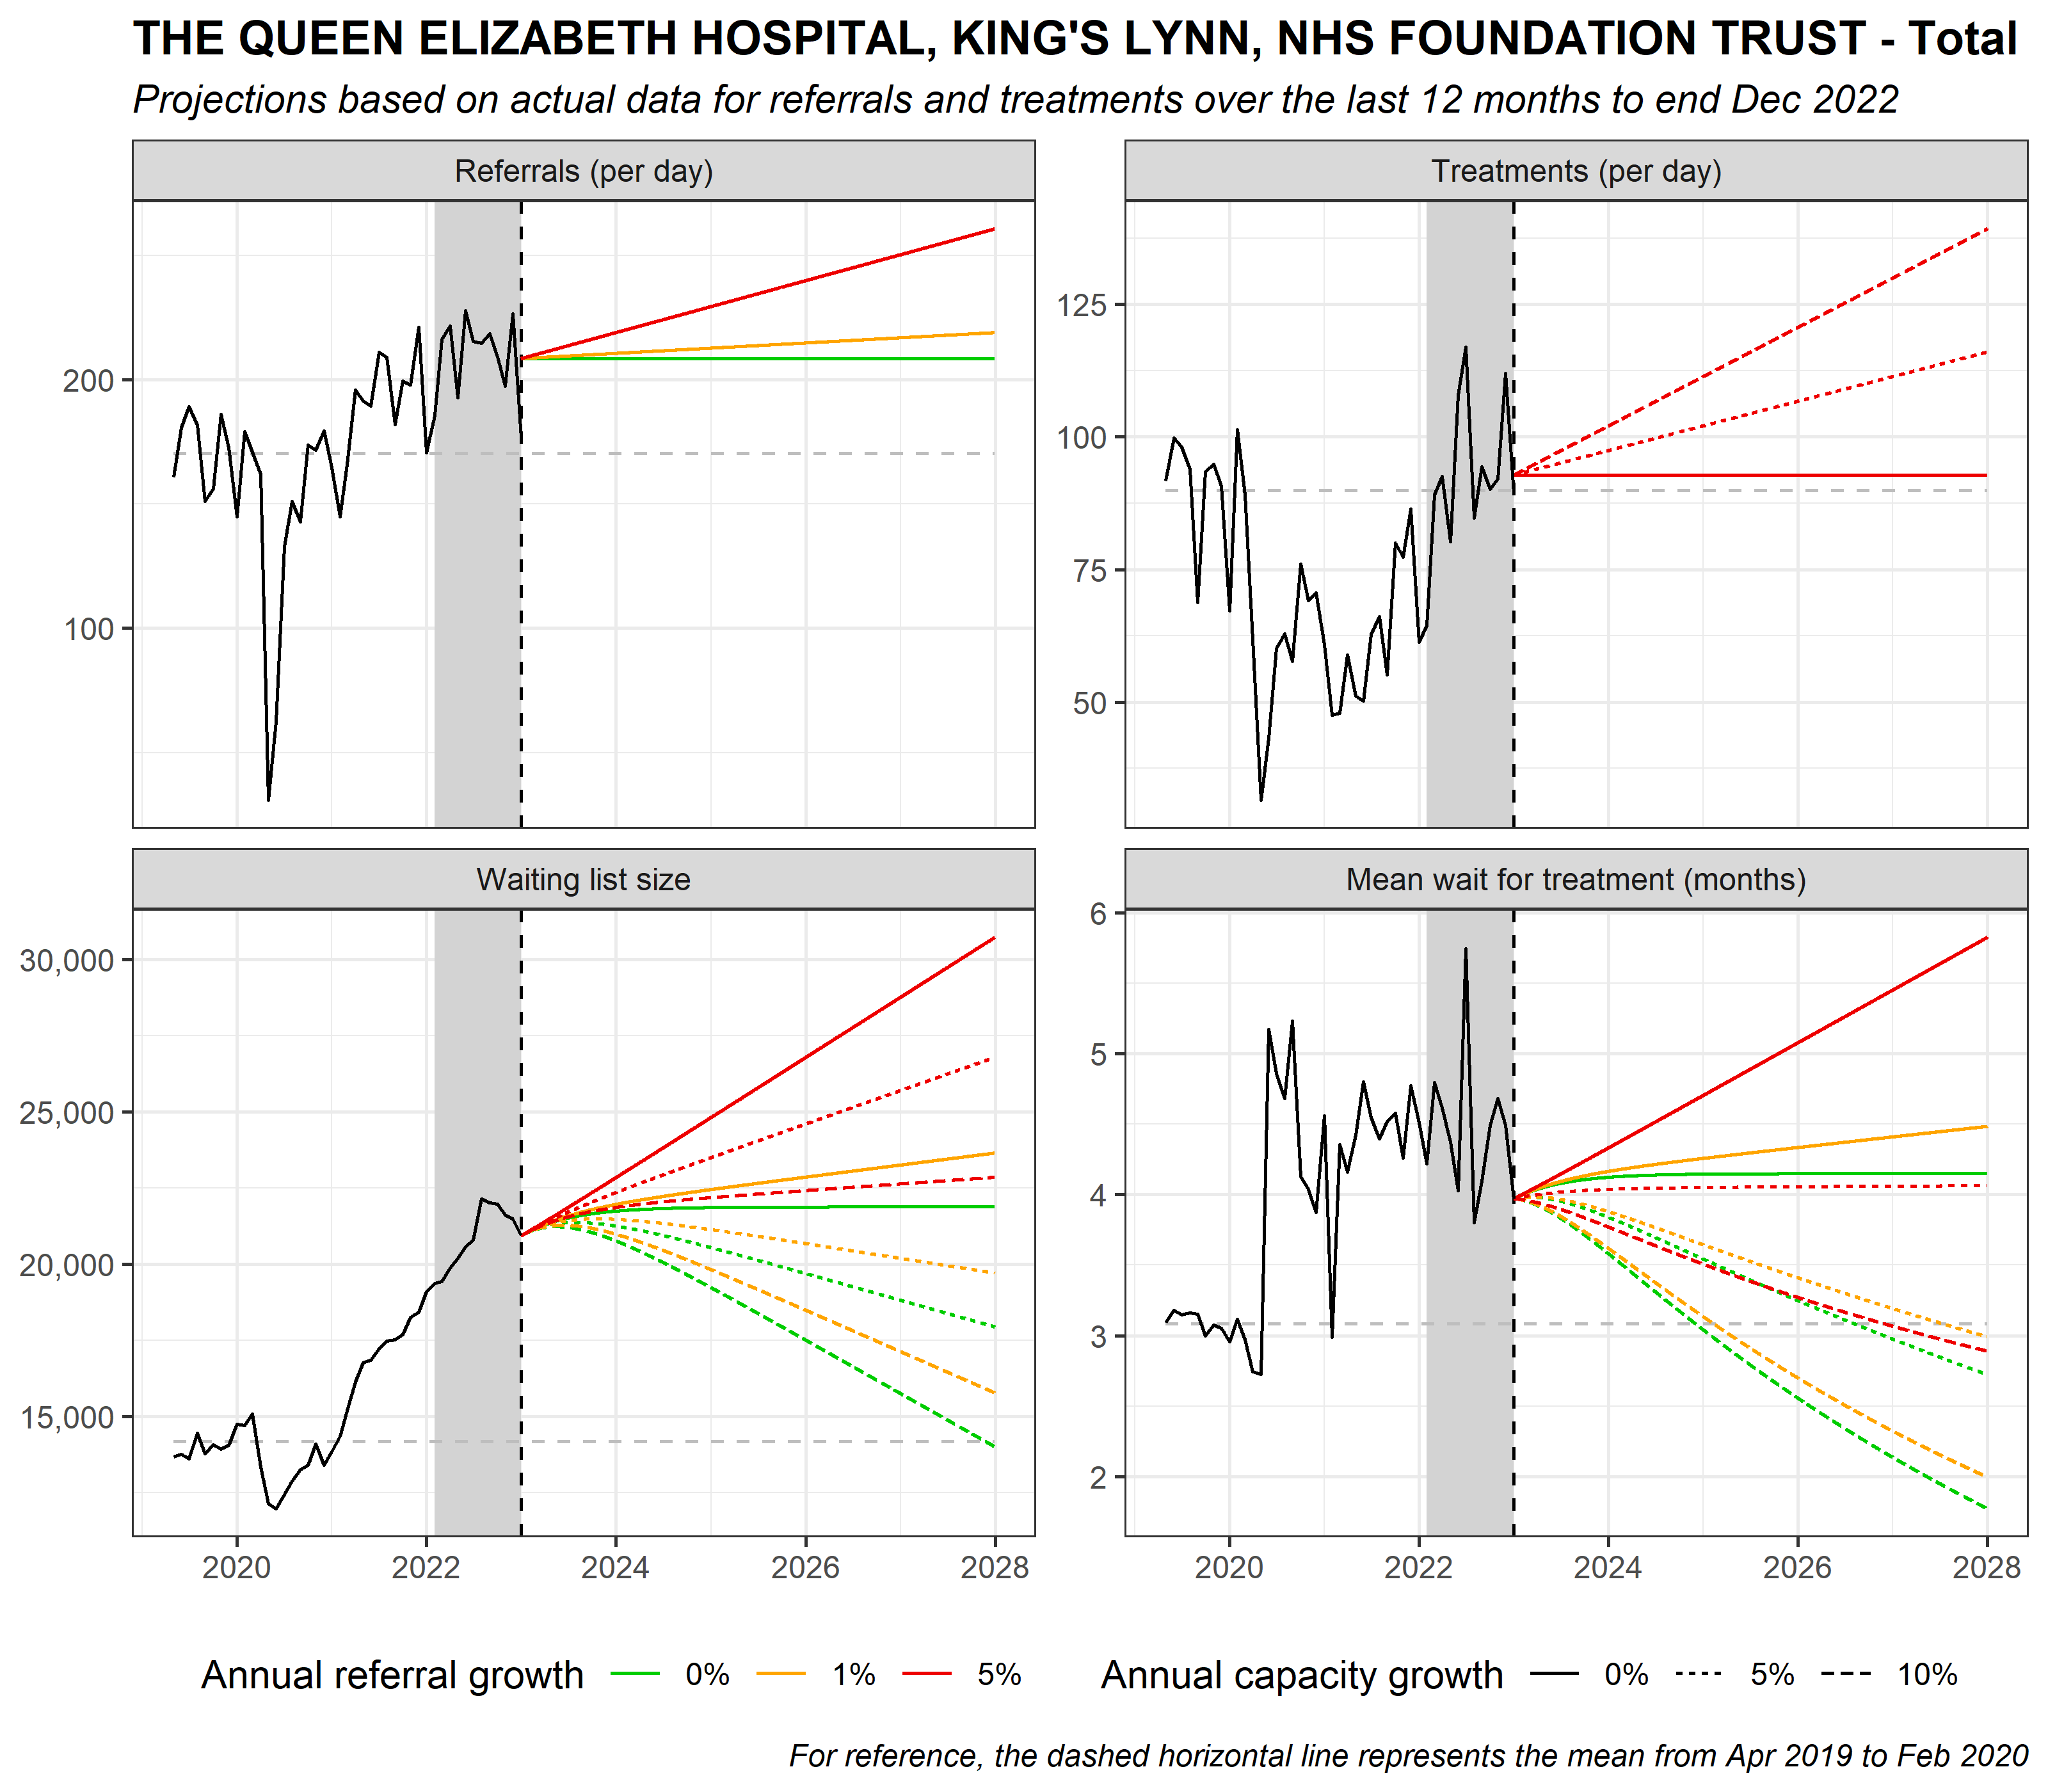 THE QUEEN ELIZABETH HOSPITAL, KING'S LYNN, NHS FOUNDATION TRUST - Total
Projections based on actual data for referrals and treatments over the last 12 months to end Dec 2022
Referrals (per day)
200
100
Treatments (per day)
125
100
75
50
Waiting list size
30,000
25,000
20,000
15,000
2020 2022 2024 2026 2028
Mean wait for treatment (months)
6
5
4
3
2
2020 2022 2024 2026 2028
Annual referral growth 0% 1% 5%
Annual capacity growth 0% 5% 10%
For reference, the dashed horizontal line represents the mean from Apr 2019 to Feb 2020